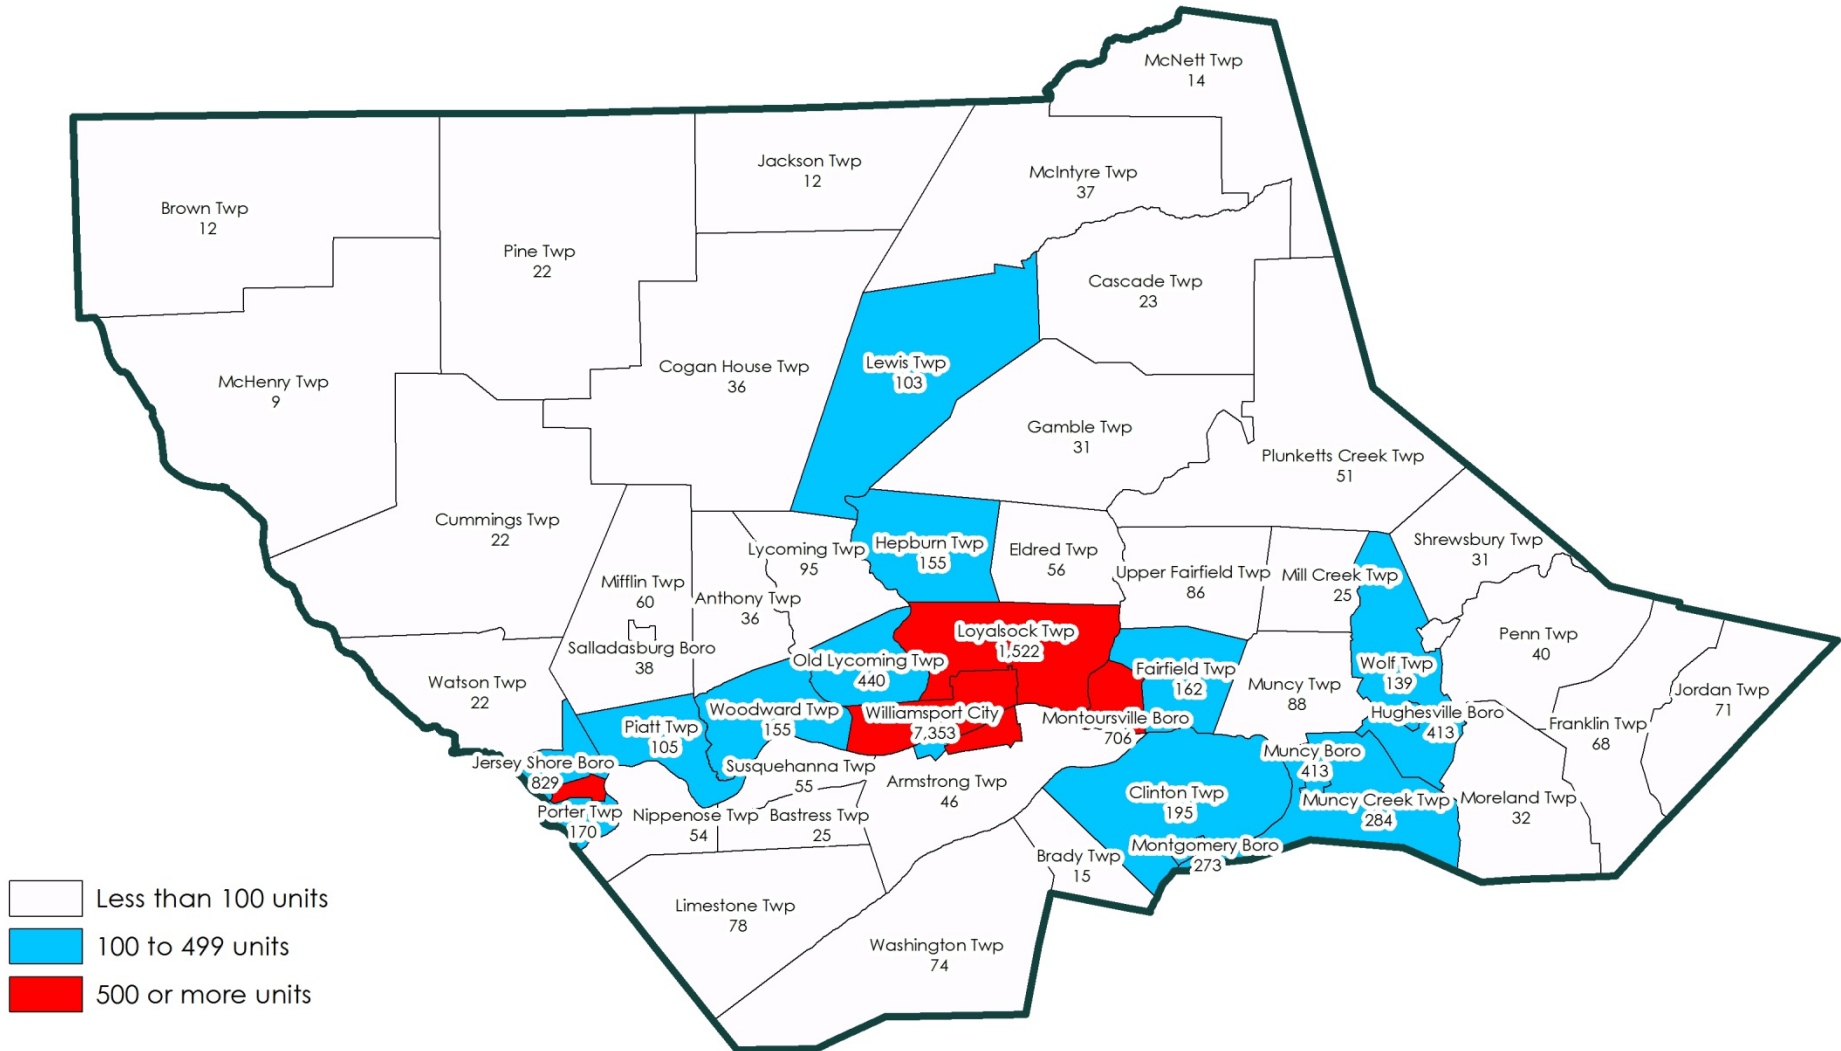 McNett Twp
14
Jackson Twp
12
McIntyre Twp
37
Brown Twp
12
Pine Twp
22
Cascade Twp
23
McHenry Twp
9
Cogan House Twp
36
Lewis Twp
103
Gamble Twp
31
Plunketts Creek Twp
51
Cummings Twp
22
Lycoming Twp
95
Hepburn Twp
155
Eldred Twp
56
Shrewsbury Twp
31
Mifflin Twp
60
Anthony Twp
36
Upper Fairfield Twp
86
Mill Creek Twp
25
Salladasburg Boro
38
Loyalsock Twp
1,522
Penn Twp
40
Watson Twp
22
Old Lycoming Twp
440
Fairfield Twp
162
Muncy Twp
88
Wolf Twp
139
Jordan Twp
71
Piatt Twp
105
Woodward Twp
155
Williamsport City
7,353
Montoursville Boro
706
Hughesville Boro
413
Franklin Twp
68
Jersey Shore Boro
829
Susquehanna Twp
55
Armstrong Twp
46
Muncy Boro
413
Clinton Twp
195
Muncy Creek Twp
284
Moreland Twp
32
Porter Twp
170
Nippenose Twp
54
Bastress Twp
25
Brady Twp
15
Montgomery Boro
273
Limestone Twp
78
Washington Twp
74
Less than 100 units
100 to 499 units
500 or more units